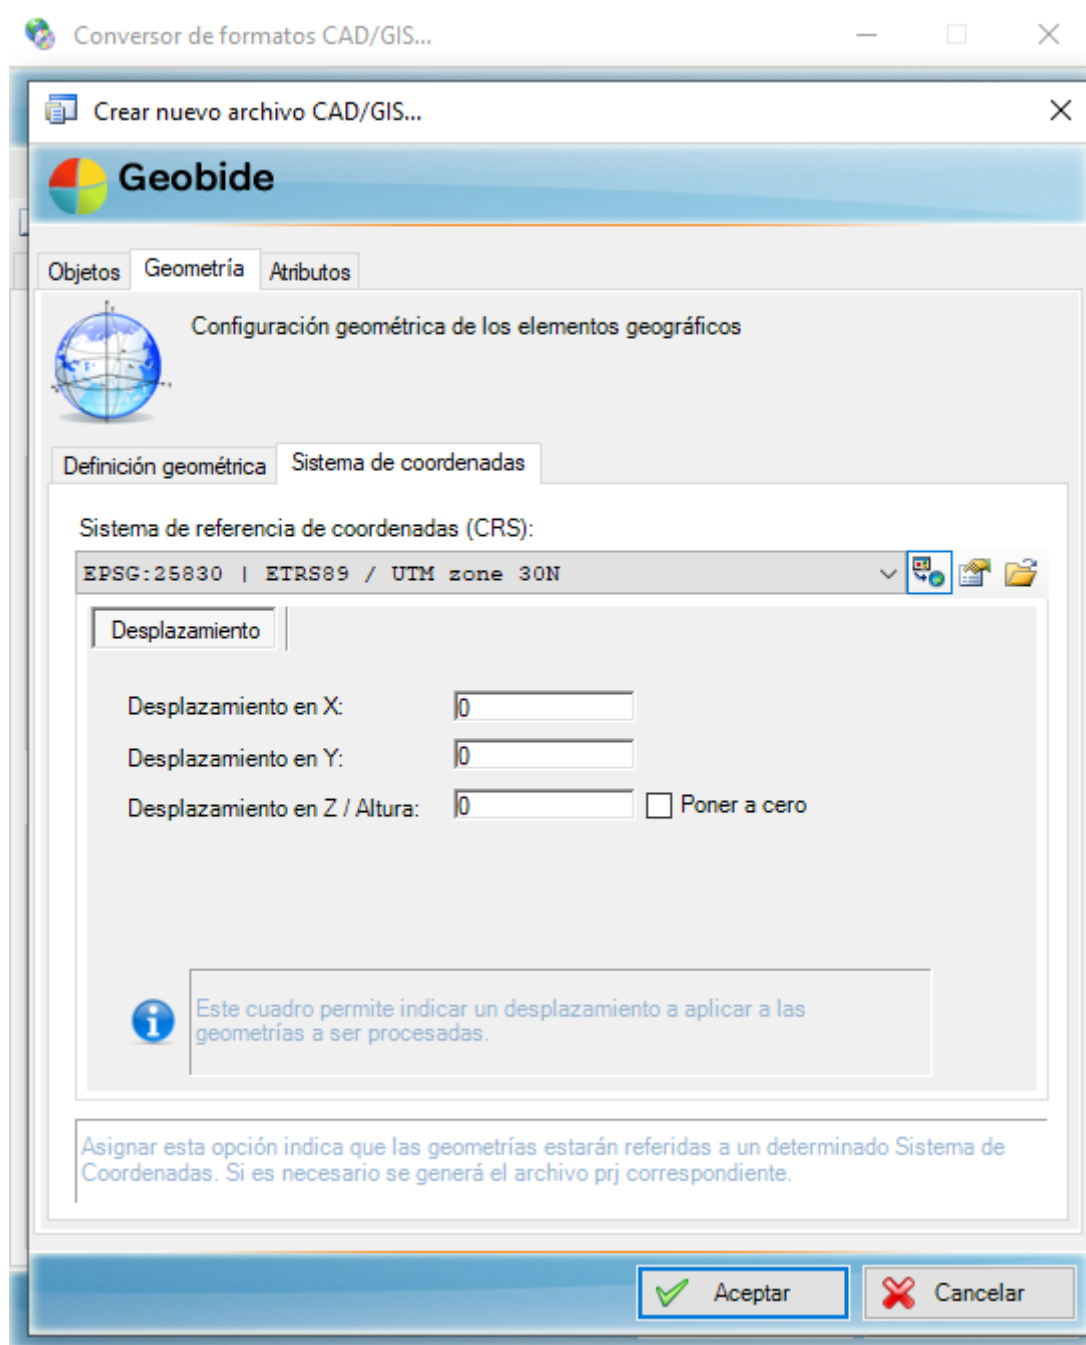 Conversor de formatos CAD/GIS...
Crear nuevo archivo CAD/GIS...
Geobide
Objetos Geometría Atributos
Configuración geométrica de los elementos geográficos
Definición geométrica Sistema de coordenadas
Sistema de referencia de coordenadas (CRS):
EPSG:25830 | ETRS89 / UTM zone 30N
Desplazamiento
Desplazamiento en X: 0
Desplazamiento en Y: 0
Desplazamiento en Z / Altura: 0 Poner a cero
Este cuadro permite indicar un desplazamiento a aplicar a las
geometrías a ser procesadas.
Asignar esta opción indica que las geometrías estarán referidas a un determinado Sistema de
Coordenadas. Si es necesario se generá el archivo prj correspondiente.
Aceptar Cancelar